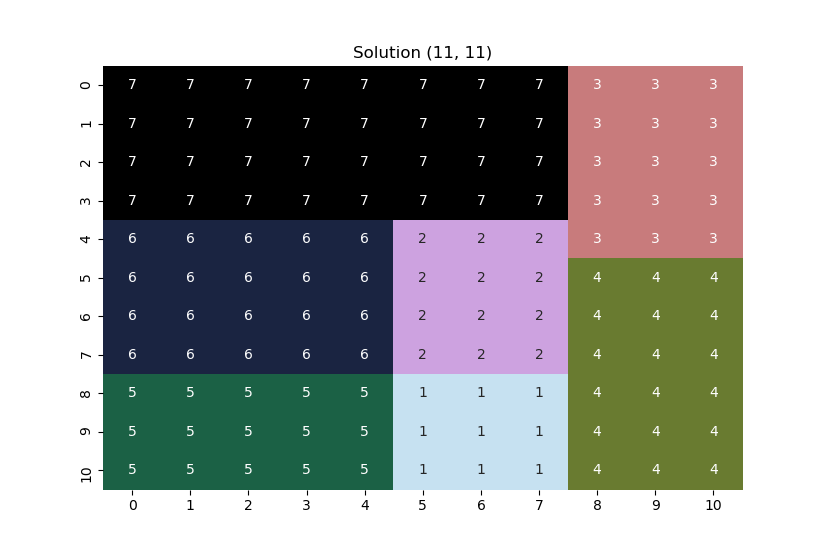 Solution (11, 11)
0 7 7 7 7 7 7 7 7 3 3 3
1 7 7 7 7 7 7 7 7 3 3 3
2 7 7 7 7 7 7 7 7 3 3 3
3 7 7 7 7 7 7 7 7 3 3 3
4 6 6 6 6 6 2 2 2 3 3 3
5 6 6 6 6 6 2 2 2 4 4 4
6 6 6 6 6 6 2 2 2 4 4 4
7 6 6 6 6 6 2 2 2 4 4 4
8 5 5 5 5 5 1 1 1 4 4 4
9 5 5 5 5 5 1 1 1 4 4 4
10 5 5 5 5 5 1 1 1 4 4 4
0 1 2 3 4 5 6 7 8 9 10